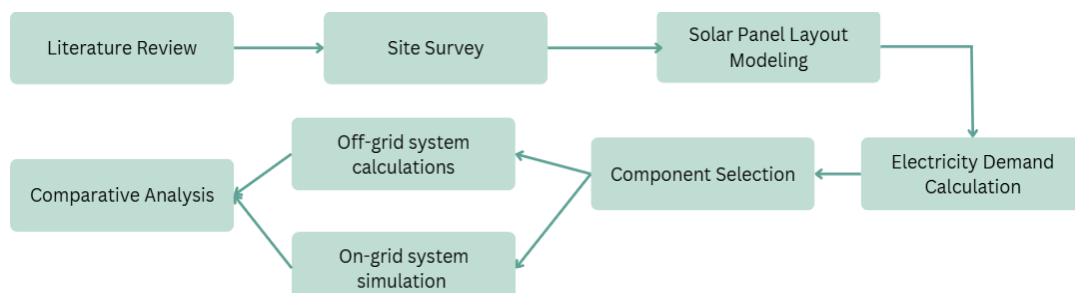 Literature Review
Site Survey
Solar Panel Layout
Modeling
Electricity Demand
Calculation
Component Selection
Off-grid system
calculations
On-grid system
simulation
Comparative Analysis